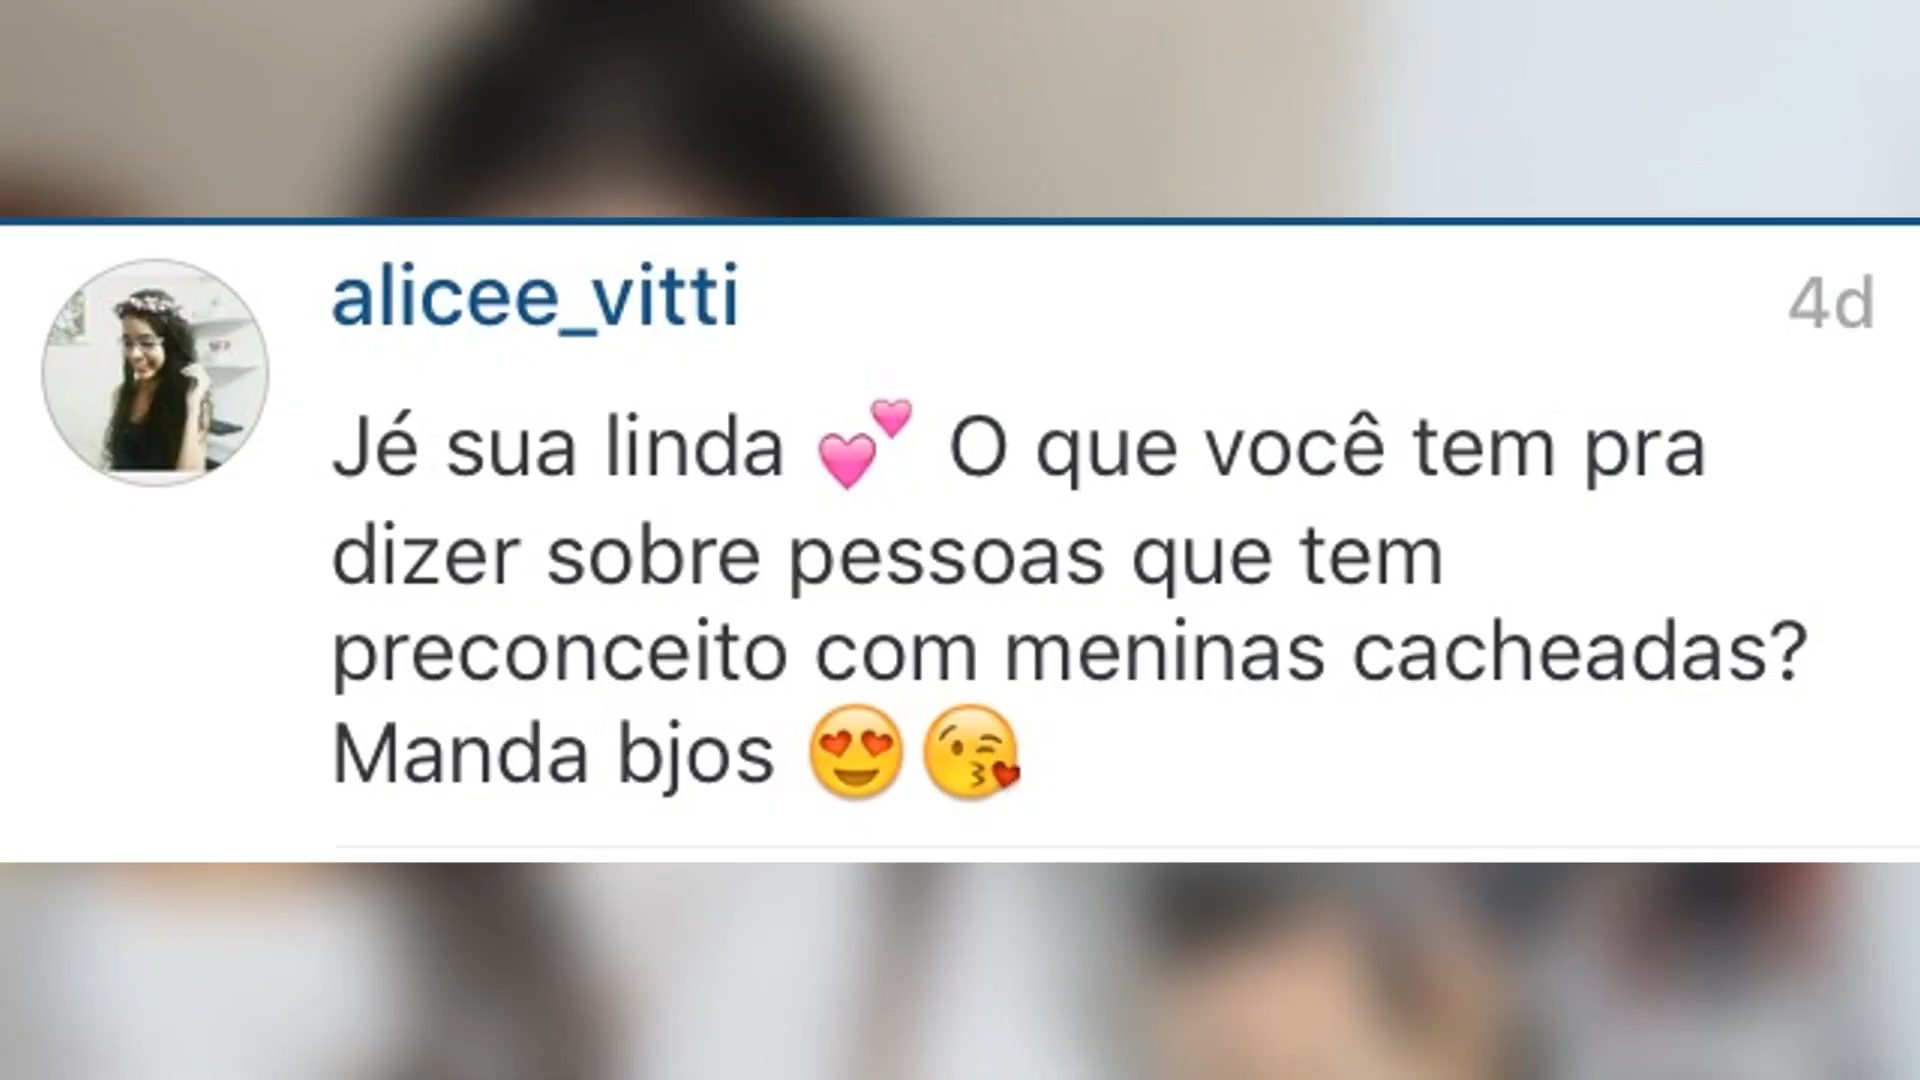 alicee_vitti
4d
Jé sua linda 💕 O que você tem pra
dizer sobre pessoas que tem
preconceito com meninas cacheadas?
Manda bjos 😍😘